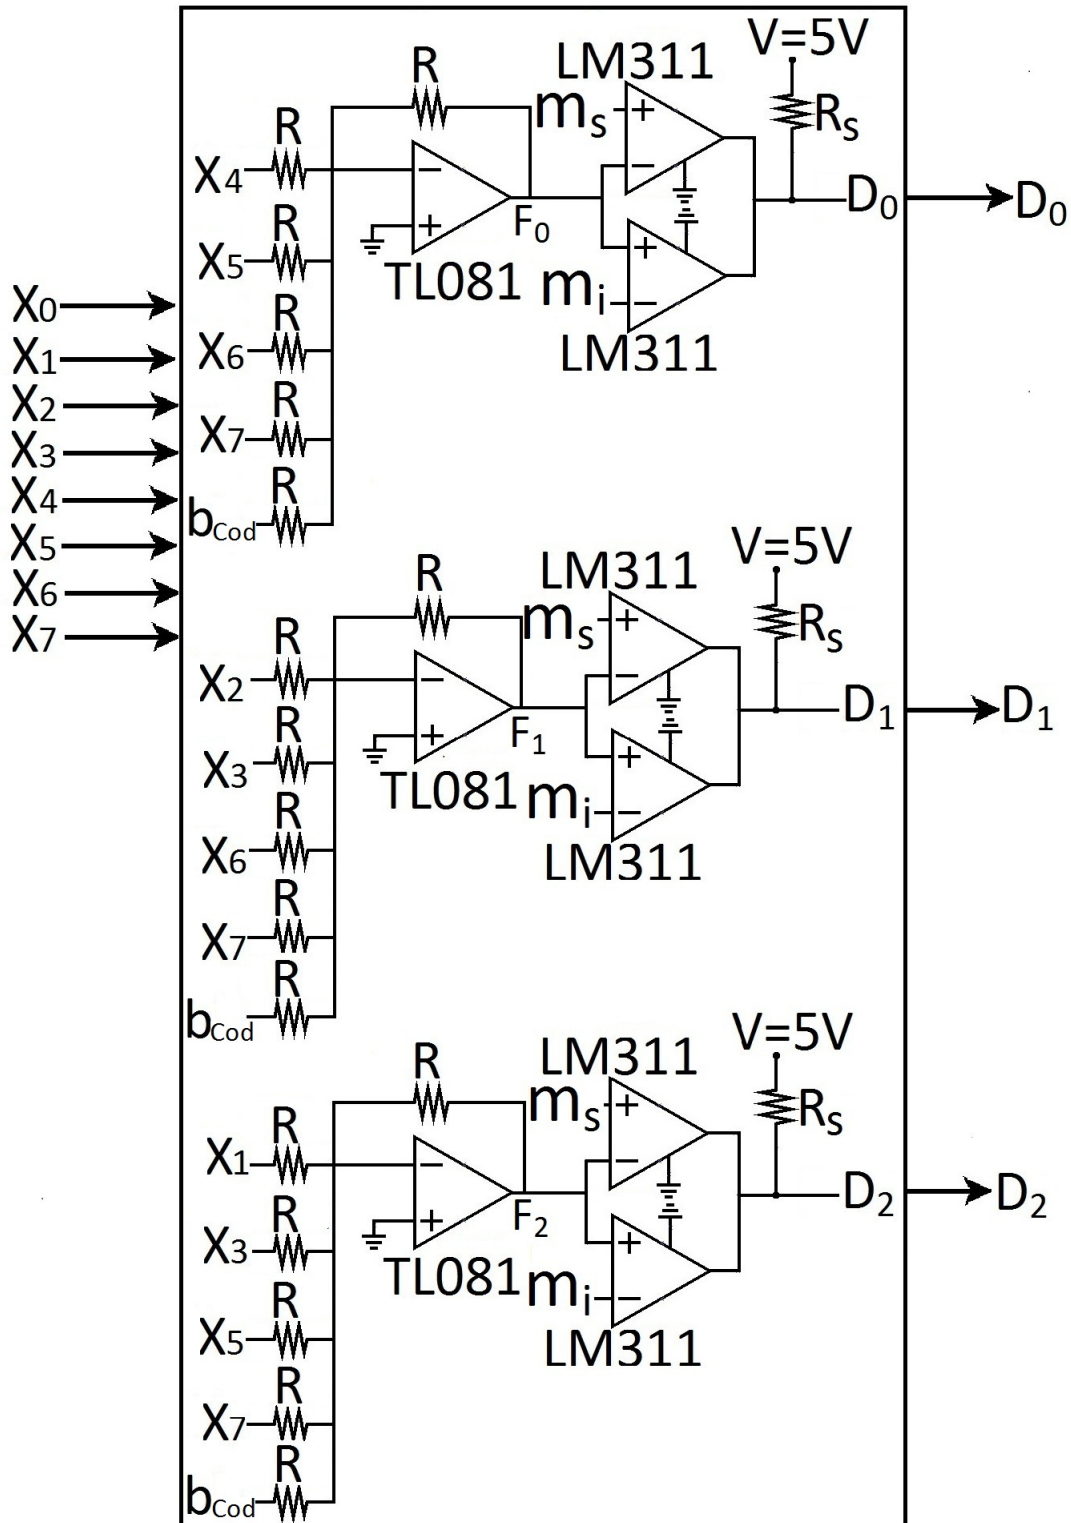 X0
X1
X2
X3
X4
X5
X6
X7
V=5V
LM311
R
ms
+
Rs
R
X4
−
−
D0
D0
F0
+
R
X5
TL081
+
mi
−
LM311
R
X6
R
X7
R
bCod
V=5V
LM311
R
ms
+
Rs
R
X2
−
−
D1
D1
F1
+
R
X3
TL081
+
mi
−
LM311
R
X6
R
X7
R
bCod
V=5V
LM311
R
ms
+
Rs
R
X1
−
−
D2
D2
F2
+
R
X3
TL081
+
mi
−
LM311
R
X5
R
X7
R
bCod